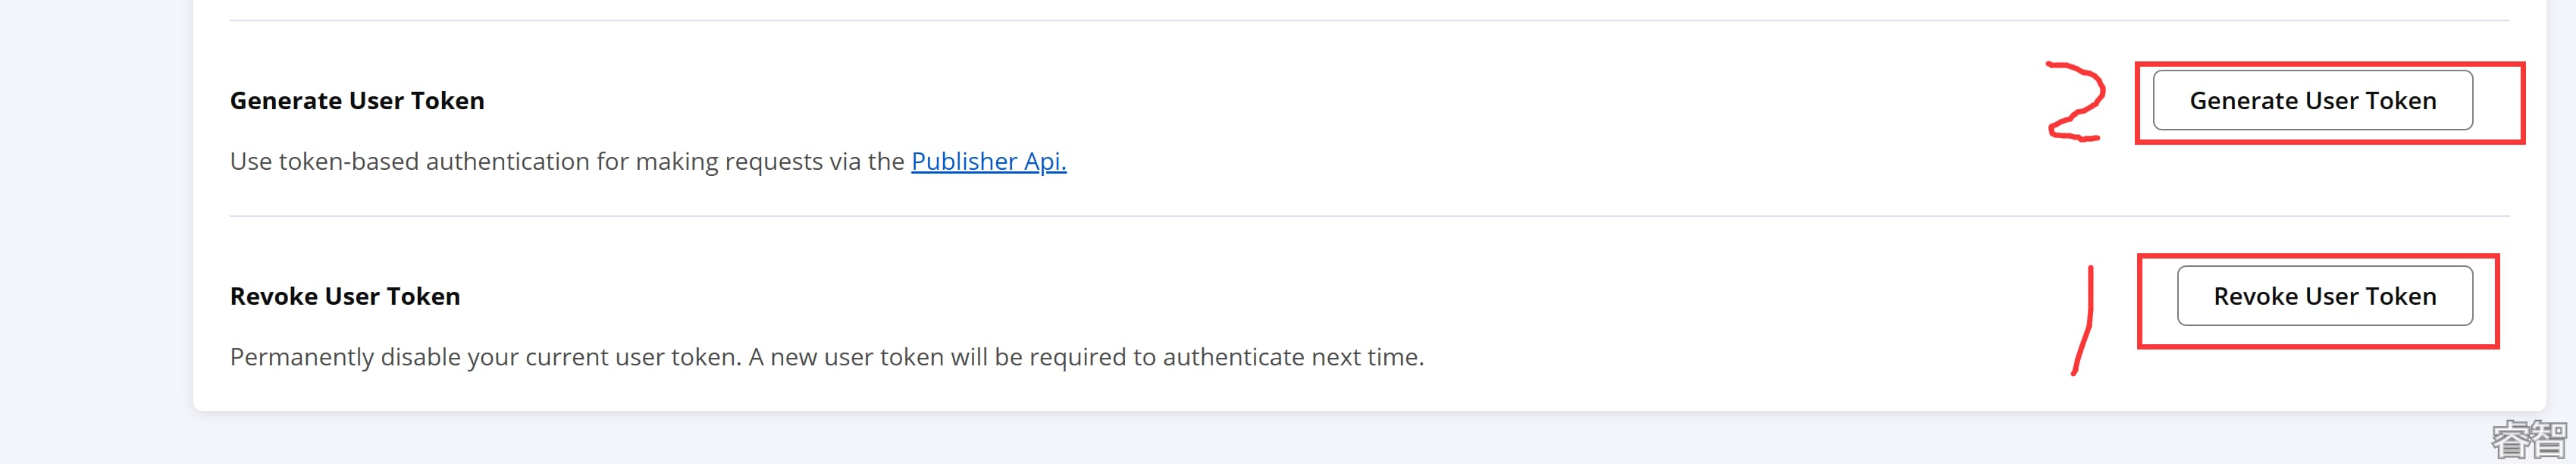 Generate User Token
2
Generate User Token
Use token-based authentication for making requests via the Publisher Api.
Revoke User Token
1
Revoke User Token
Permanently disable your current user token. A new user token will be required to authenticate next time.
睿智